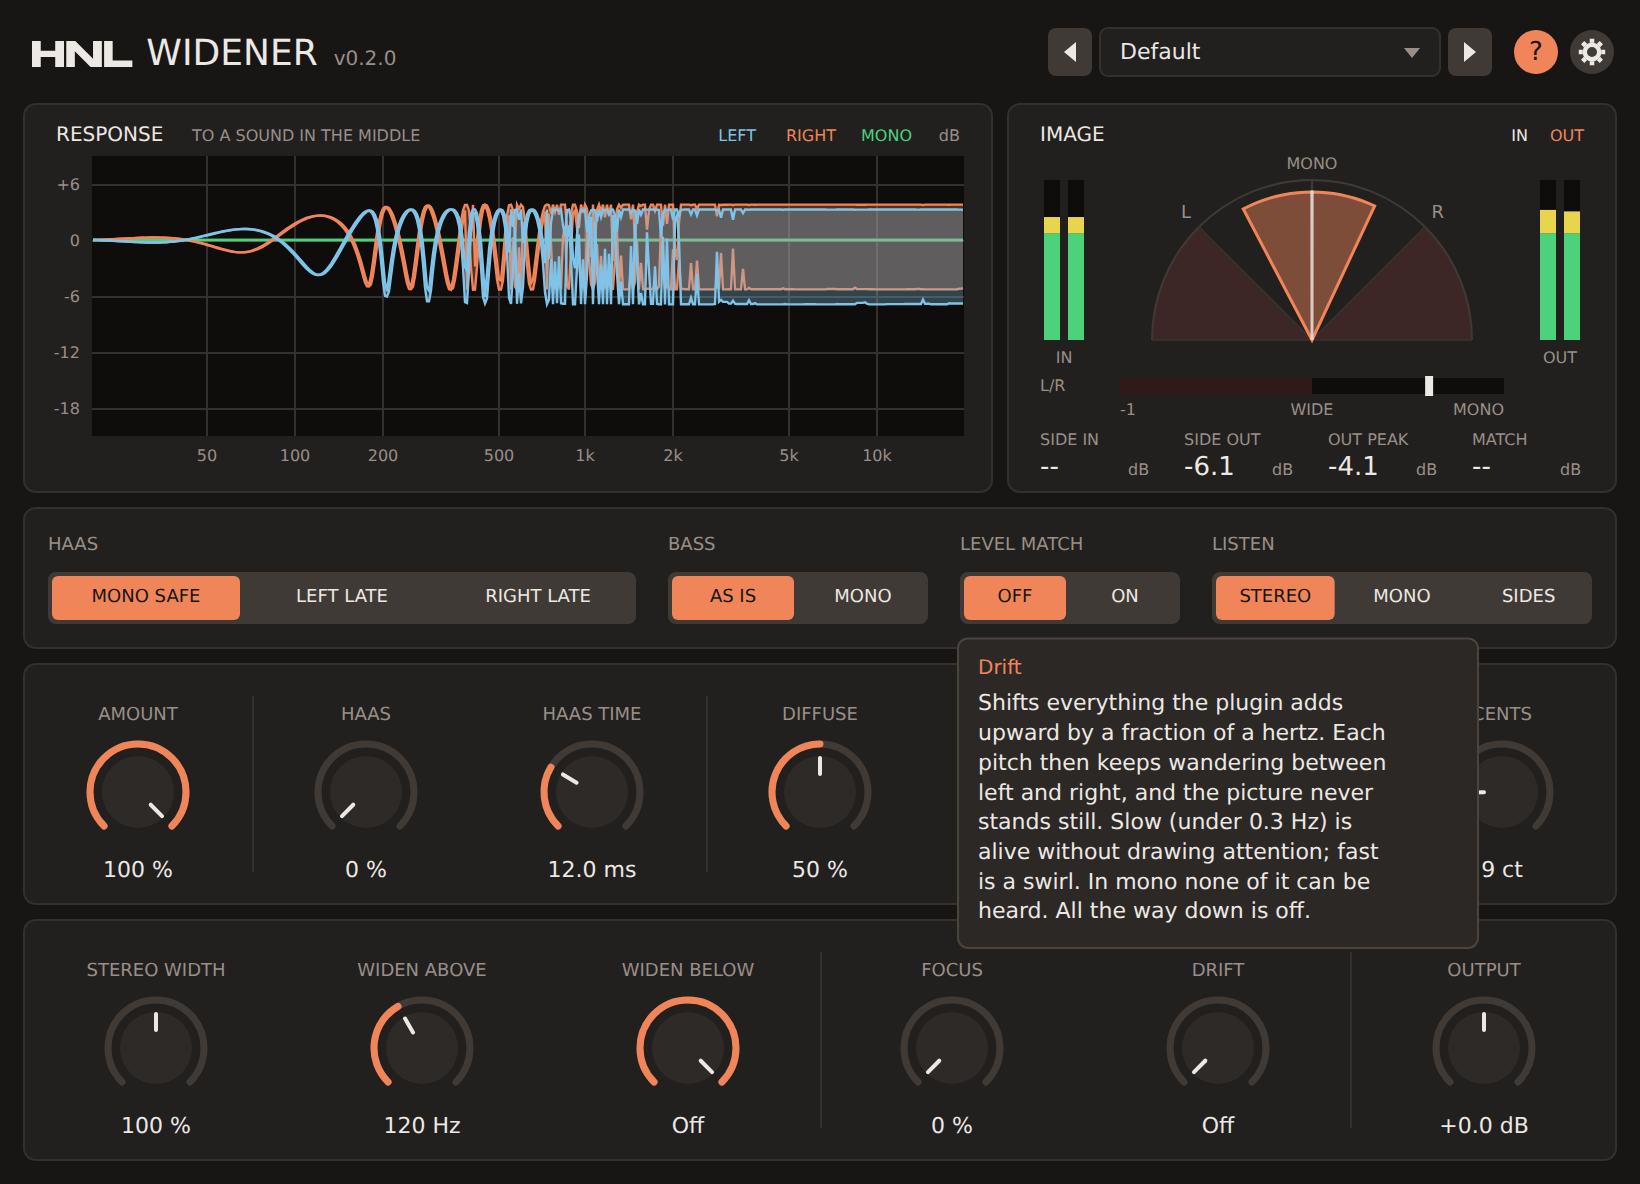 HNL WIDENER v0.2.0
Default
?
RESPONSE TO A SOUND IN THE MIDDLE LEFT RIGHT MONO dB
+6
0
-6
-12
-18
50 100 200 500 1k 2k 5k 10k
IMAGE IN OUT
MONO
L R
IN OUT
L/R
-1 WIDE MONO
SIDE IN SIDE OUT OUT PEAK MATCH
-- dB -6.1 dB -4.1 dB -- dB
HAAS BASS LEVEL MATCH LISTEN
MONO SAFE LEFT LATE RIGHT LATE AS IS MONO OFF ON STEREO MONO SIDES
Drift
Shifts everything the plugin adds
upward by a fraction of a hertz. Each
pitch then keeps wandering between
left and right, and the picture never
stands still. Slow (under 0.3 Hz) is
alive without drawing attention; fast
is a swirl. In mono none of it can be
heard. All the way down is off.
AMOUNT HAAS HAAS TIME DIFFUSE CENTS
100 % 0 % 12.0 ms 50 % 9 ct
STEREO WIDTH WIDEN ABOVE WIDEN BELOW FOCUS DRIFT OUTPUT
100 % 120 Hz Off 0 % Off +0.0 dB